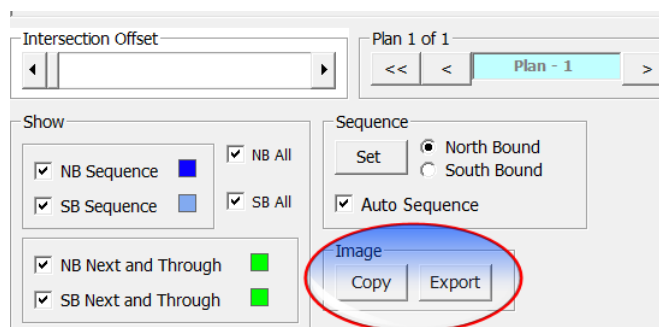 Intersection Offset
Plan 1 of 1
<< < Plan - 1 >
Show
NB Sequence
SB Sequence
NB All
SB All
NB Next and Through
SB Next and Through
Sequence
Set
North Bound
South Bound
Auto Sequence
Image
Copy Export